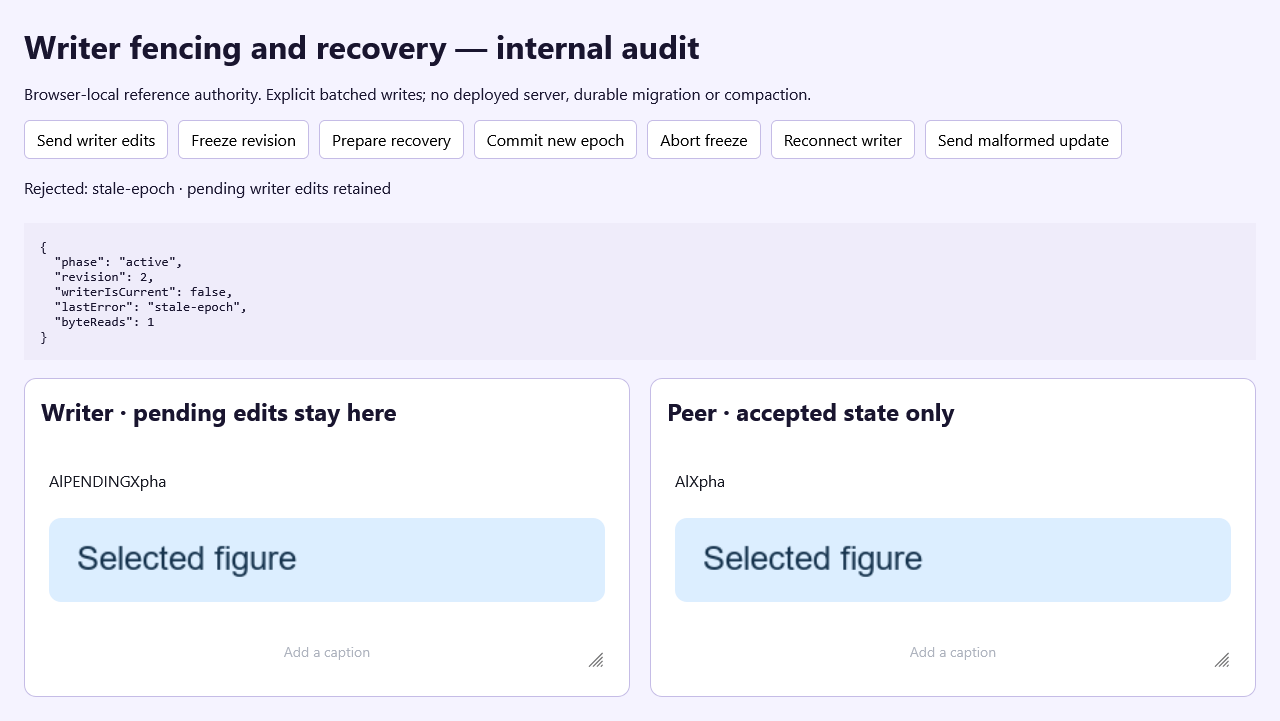 Writer fencing and recovery — internal audit
Browser-local reference authority. Explicit batched writes; no deployed server, durable migration or compaction.
Send writer edits Freeze revision Prepare recovery Commit new epoch Abort freeze Reconnect writer Send malformed update
Rejected: stale-epoch · pending writer edits retained
{
"phase": "active",
"revision": 2,
"writerIsCurrent": false,
"lastError": "stale-epoch",
"byteReads": 1
}
Writer · pending edits stay here
AlPENDINGXpha
Selected figure
Add a caption
Peer · accepted state only
AlXpha
Selected figure
Add a caption